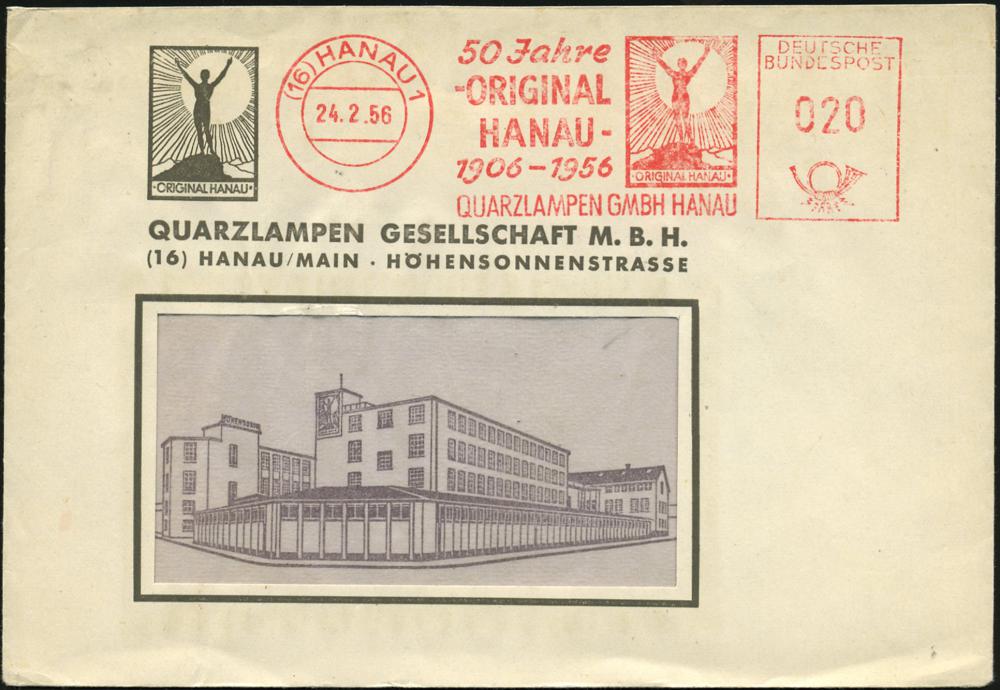 ·ORIGINAL HANAU·
(16) HANAU 1
24.2.56
50 Jahre
-ORIGINAL
HANAU-
1906-1956
·ORIGINAL HANAU·
QUARZLAMPEN GMBH HANAU
DEUTSCHE
BUNDESPOST
020
QUARZLAMPEN GESELLSCHAFT M. B. H.
(16) HANAU/MAIN · HÖHENSONNENSTRASSE